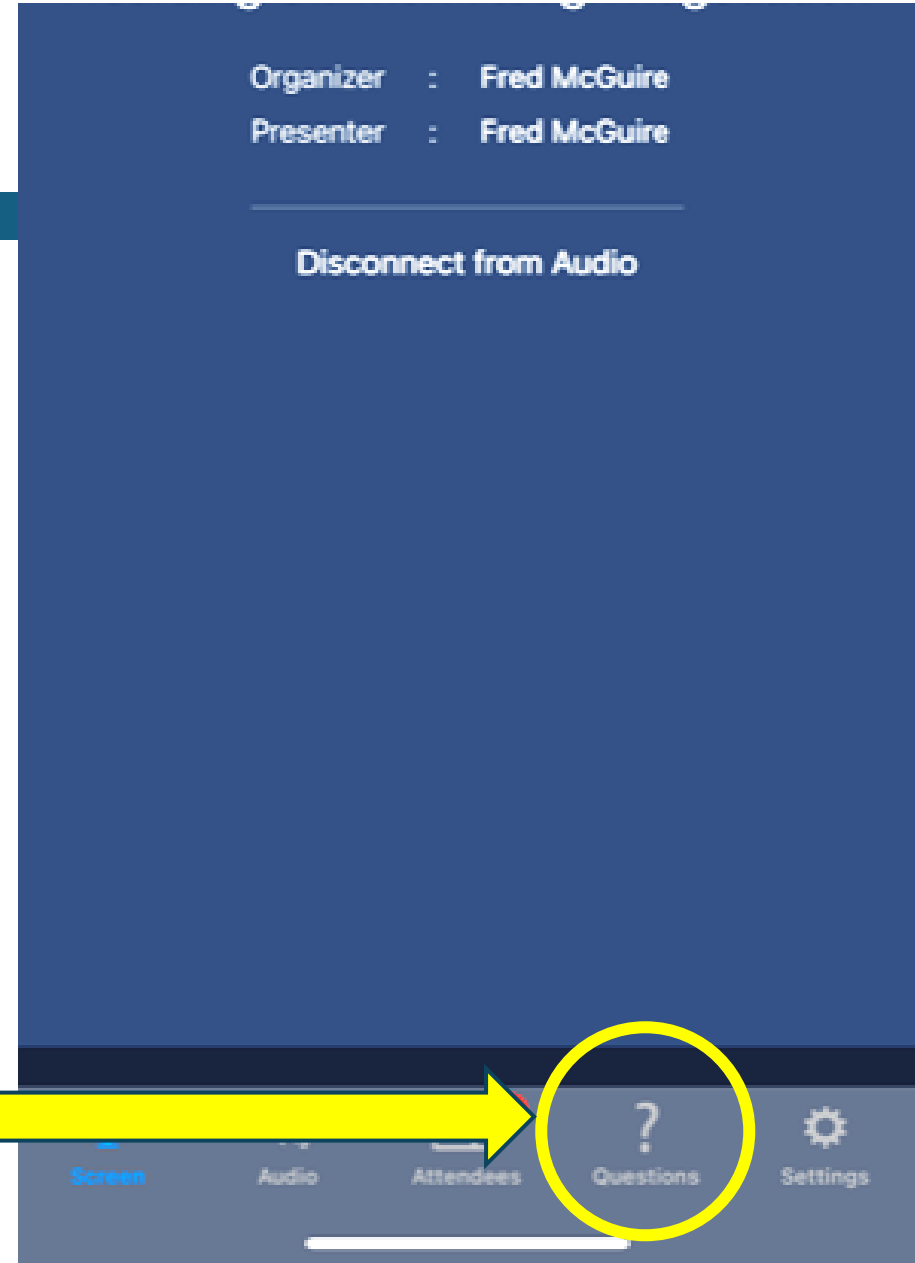 Organizer : Fred McGuire
Presenter : Fred McGuire
Disconnect from Audio
?
Screen Audio Attendees Questions Settings